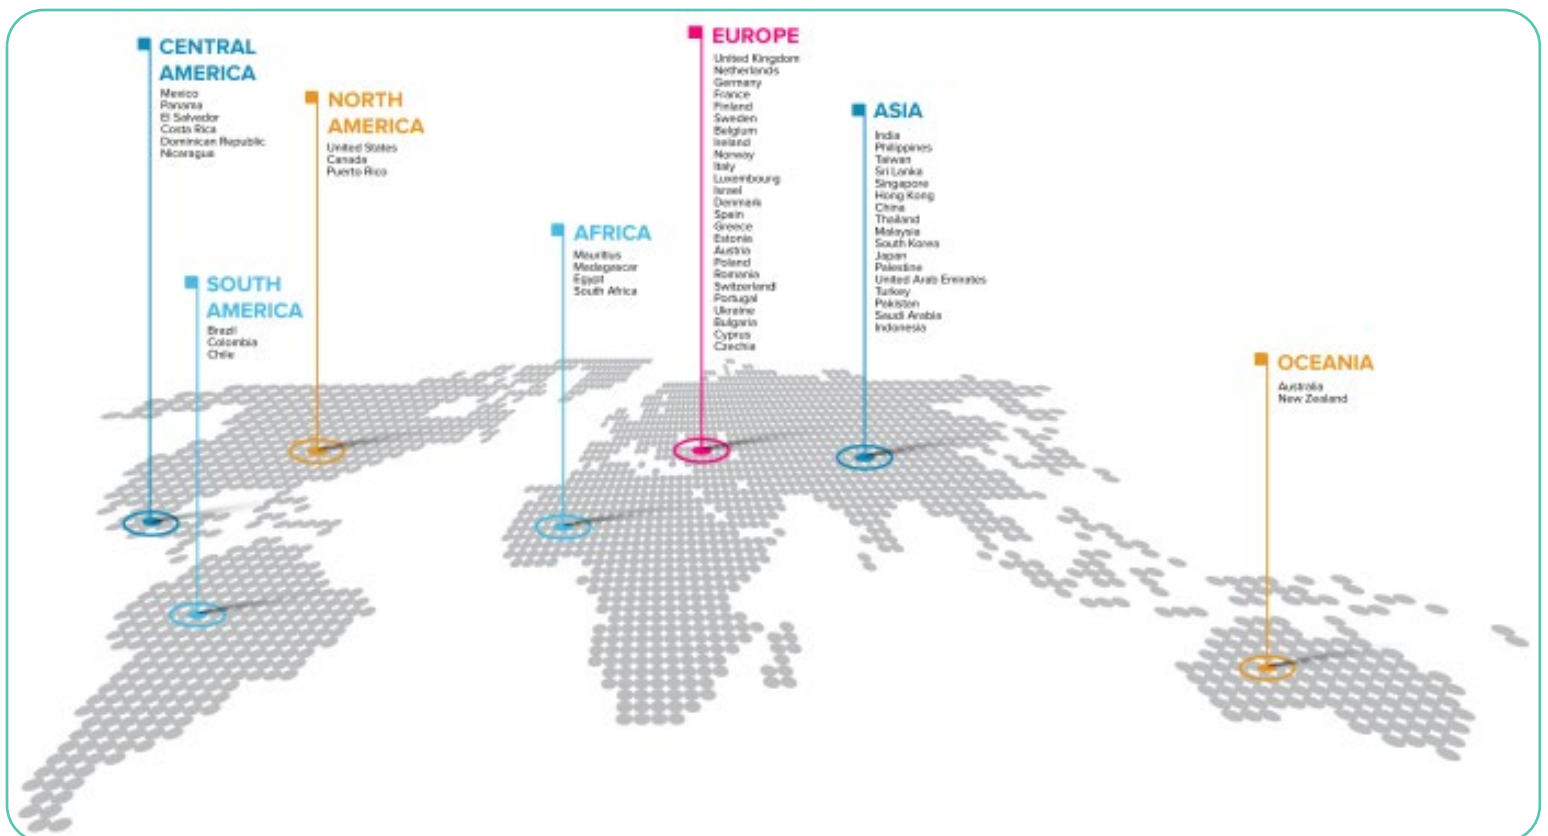 CENTRAL
AMERICA
Mexico
Panama
El Salvador
Costa Rica
Dominican Republic
Nicaragua
NORTH
AMERICA
United States
Canada
Puerto Rico
SOUTH
AMERICA
Brazil
Colombia
Chile
AFRICA
Mauritius
Madagascar
Egypt
South Africa
EUROPE
United Kingdom
Netherlands
Germany
France
Finland
Sweden
Belgium
Ireland
Norway
Italy
Luxembourg
Israel
Denmark
Spain
Greece
Estonia
Austria
Poland
Romania
Switzerland
Portugal
Ukraine
Bulgaria
Cyprus
Czechia
ASIA
India
Philippines
Taiwan
Sri Lanka
Singapore
Hong Kong
China
Thailand
Malaysia
South Korea
Japan
Palestine
United Arab Emirates
Turkey
Pakistan
Saudi Arabia
Indonesia
OCEANIA
Australia
New Zealand